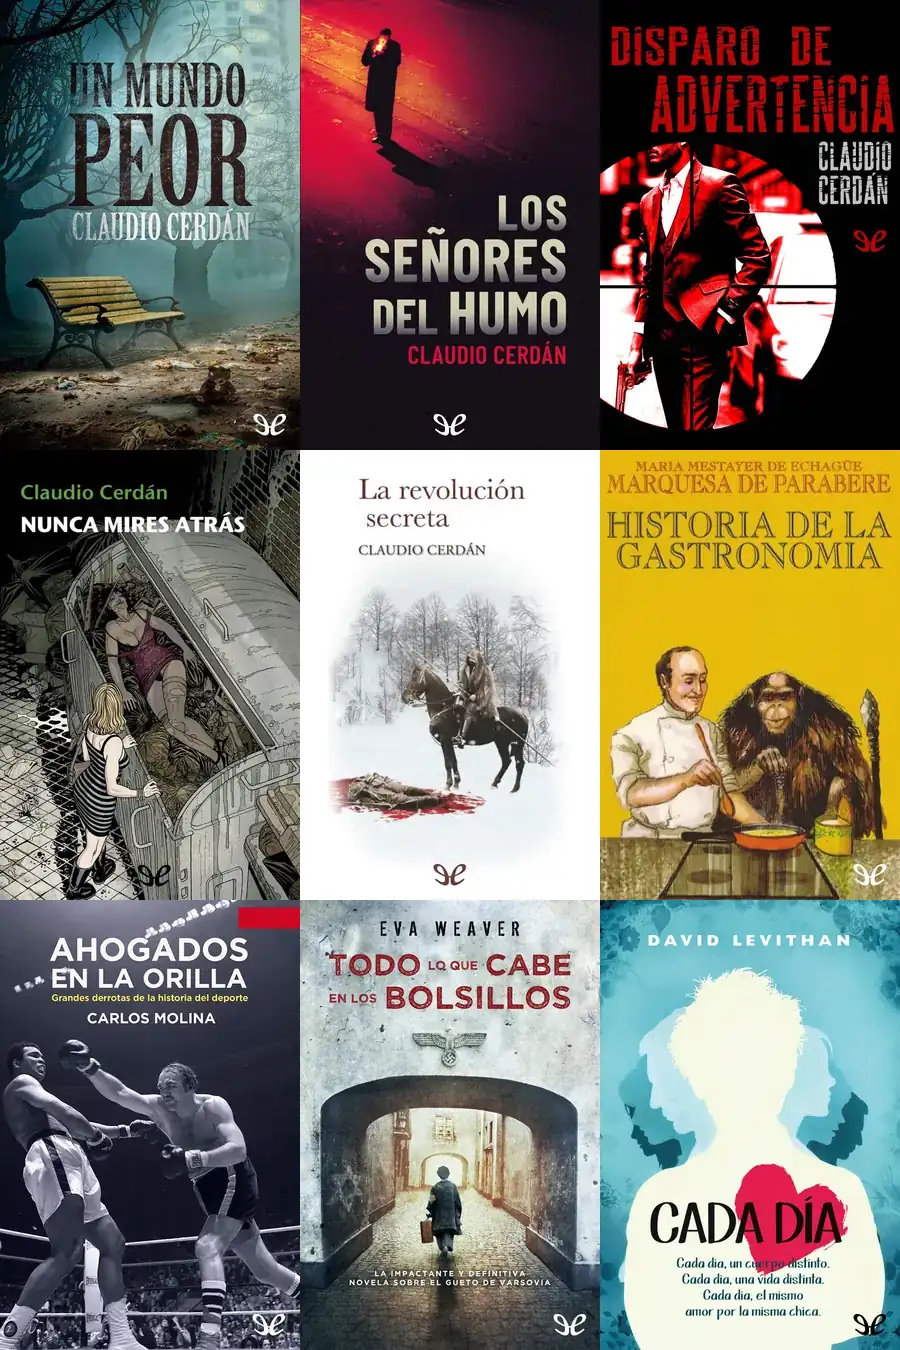 UN MUNDO
PEOR
CLAUDIO CERDÁN
LOS
SEÑORES
DEL HUMO
CLAUDIO CERDÁN
DISPARO DE
ADVERTENCIA
CLAUDIO
CERDÁN
Claudio Cerdán
NUNCA MIRES ATRÁS
La revolución
secreta
CLAUDIO CERDÁN
MARIA MESTAYER DE ECHAGÜE
MARQUESA DE PARABERE
HISTORIA DE LA
GASTRONOMIA
AHOGADOS
EN LA ORILLA
Grandes derrotas de la historia del deporte
CARLOS MOLINA
EVA WEAVER
TODO LO QUE CABE
EN LOS BOLSILLOS
LA IMPACTANTE Y DEFINITIVA
NOVELA SOBRE EL GUETO DE VARSOVIA
DAVID LEVITHAN
CADA DÍA
Cada día, un cuerpo distinto.
Cada día, una vida distinta.
Cada día, el mismo
amor por la misma chica.